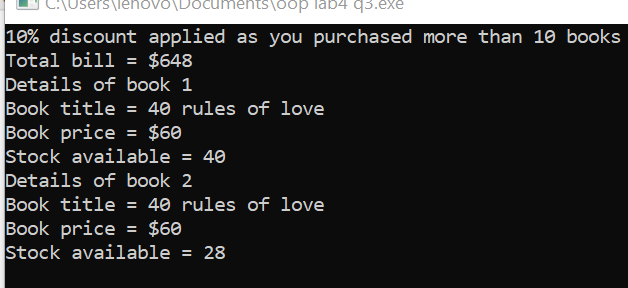 C:\Users\lenovo\Documents\oop lab4 q3.exe
10% discount applied as you purchased more than 10 books
Total bill = $648
Details of book 1
Book title = 40 rules of love
Book price = $60
Stock available = 40
Details of book 2
Book title = 40 rules of love
Book price = $60
Stock available = 28